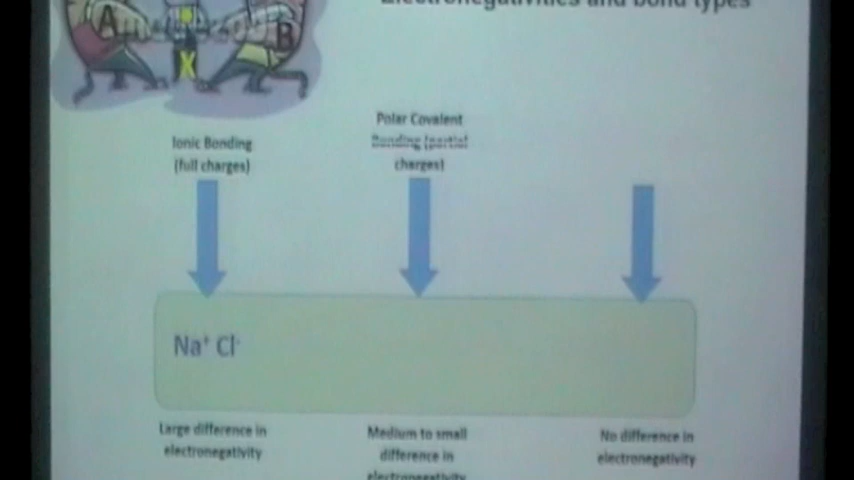 Electronegativities and bond types
A
B
X
Ionic Bonding
(full charges)
Polar Covalent
Bonding (partial
charges)
Na⁺ Cl⁻
Large difference in
electronegativity
Medium to small
difference in
electronegativity
No difference in
electronegativity